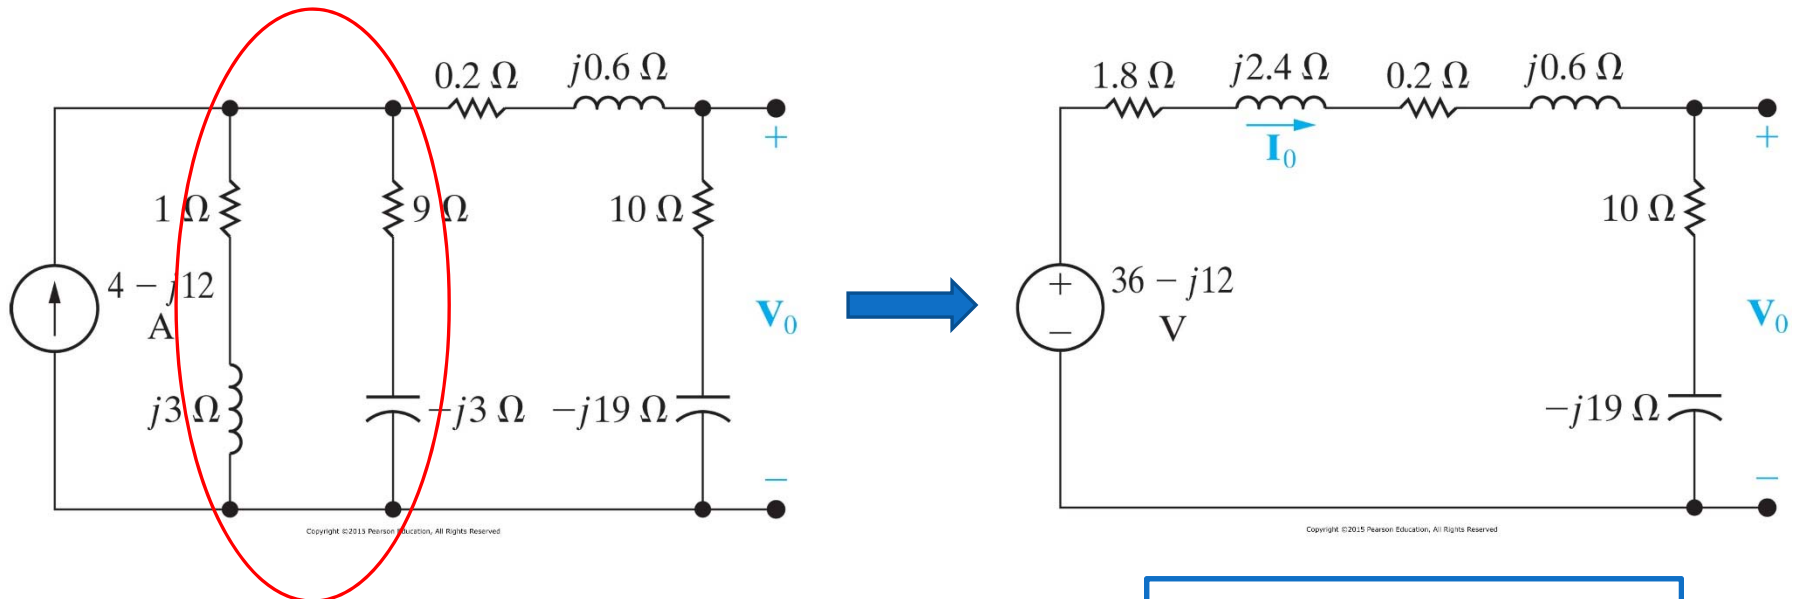 0.2 Ω j0.6 Ω
+
1 Ω 9 Ω 10 Ω
4 − j12
A
V₀
j3 Ω −j3 Ω −j19 Ω
−
Copyright ©2015 Pearson Education, All Rights Reserved
1.8 Ω j2.4 Ω 0.2 Ω j0.6 Ω
I₀
+
10 Ω
+
−
36 − j12
V
V₀
−j19 Ω
−
Copyright ©2015 Pearson Education, All Rights Reserved